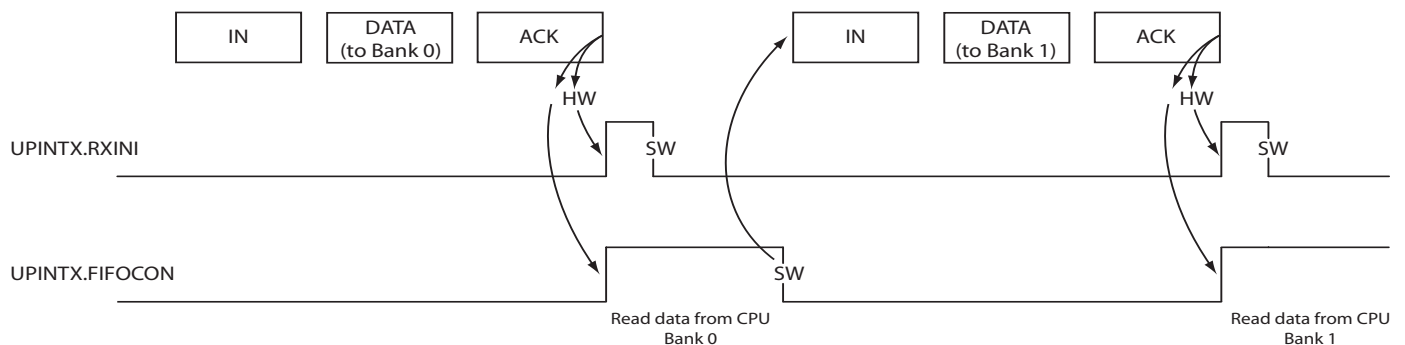 IN
DATA
(to Bank 0)
ACK
IN
DATA
(to Bank 1)
ACK
HW
HW
UPINTX.RXINI
SW
SW
UPINTX.FIFOCON
SW
Read data from CPU
Bank 0
Read data from CPU
Bank 1